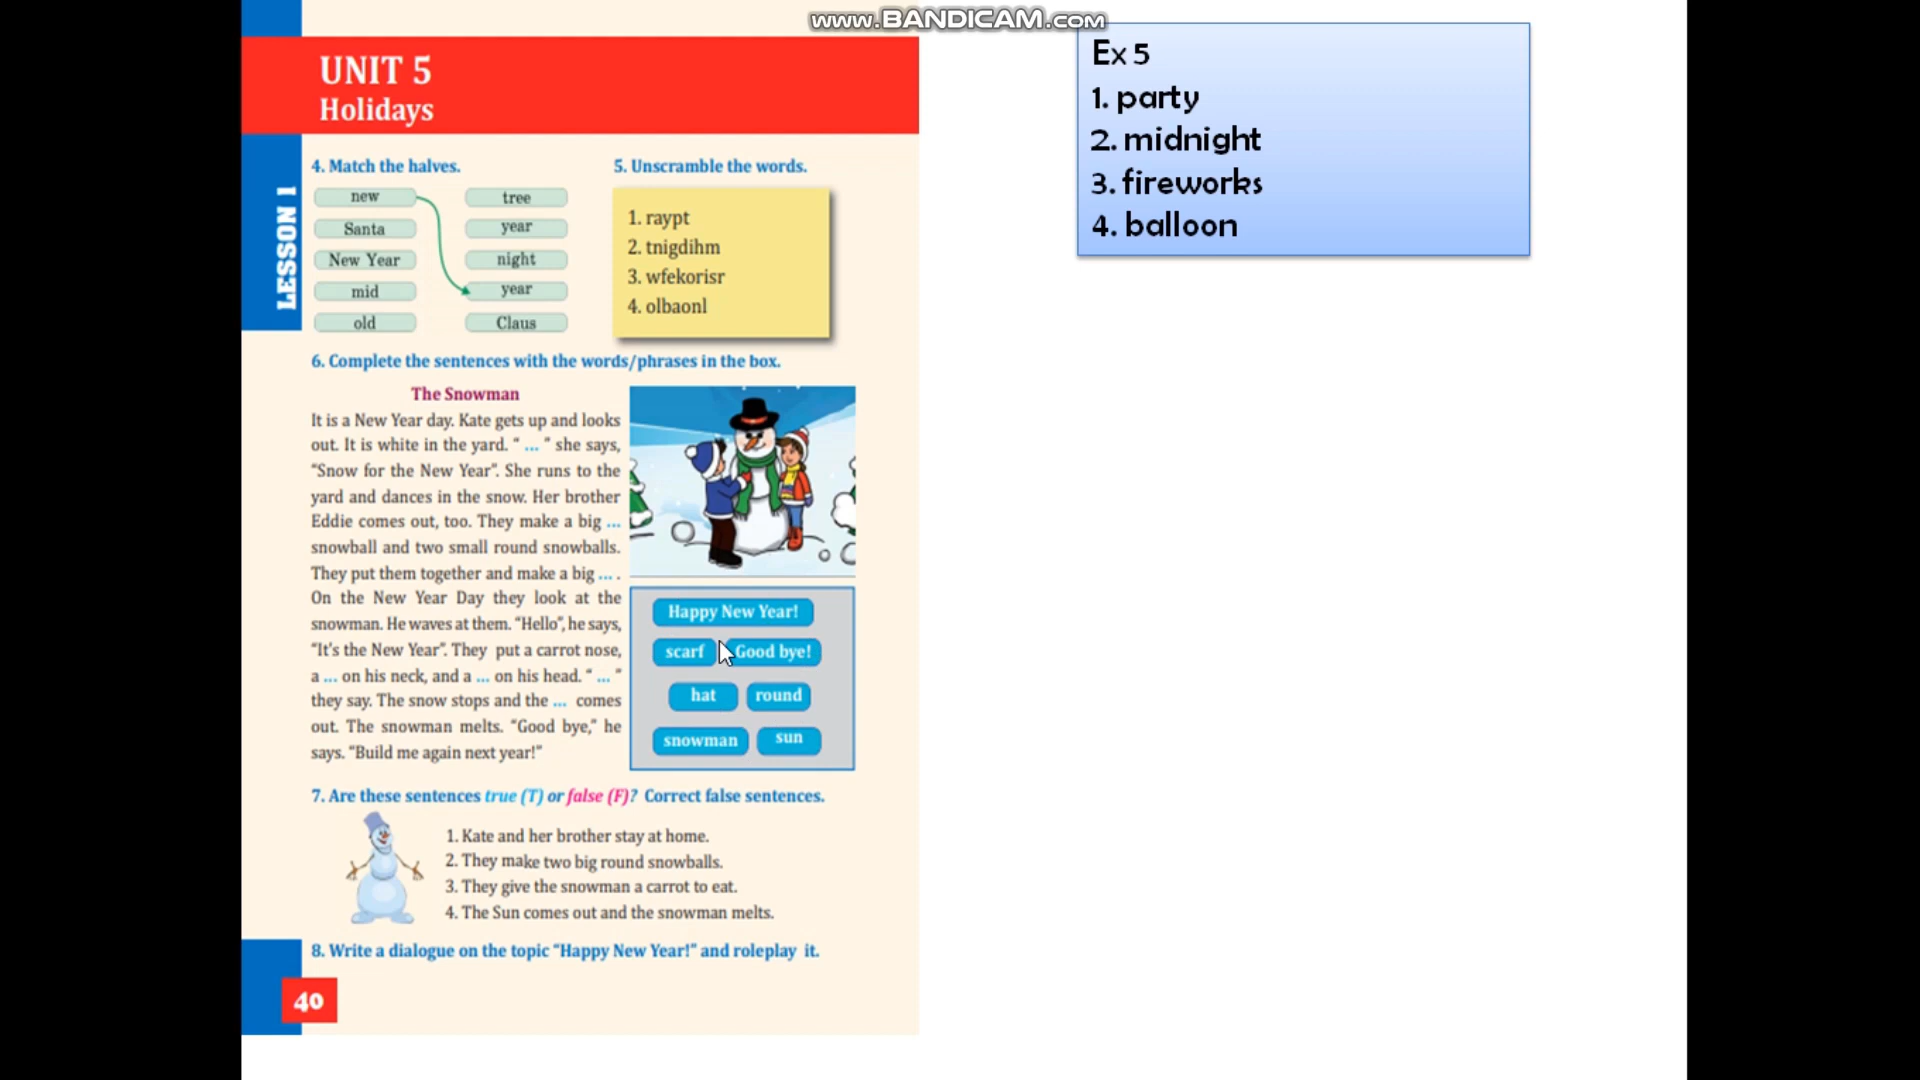 www.BANDICAM.com
UNIT 5
Holidays
LESSON 1
4. Match the halves.
new
Santa
New Year
mid
old
tree
year
night
year
Claus
5. Unscramble the words.
1. raypt
2. tnigdihm
3. wfekorisr
4. olbaonl
6. Complete the sentences with the words/phrases in the box.
The Snowman
It is a New Year day. Kate gets up and looks
out. It is white in the yard. “ ... ” she says,
“Snow for the New Year”. She runs to the
yard and dances in the snow. Her brother
Eddie comes out, too. They make a big ...
snowball and two small round snowballs.
They put them together and make a big ... .
On the New Year Day they look at the
snowman. He waves at them. “Hello”, he says,
“It's the New Year”. They put a carrot nose,
a ... on his neck, and a ... on his head. “ ... ”
they say. The snow stops and the ... comes
out. The snowman melts. “Good bye,” he
says. “Build me again next year!”
Happy New Year!
scarf
Good bye!
hat
round
snowman
sun
7. Are these sentences true (T) or false (F)? Correct false sentences.
1. Kate and her brother stay at home.
2. They make two big round snowballs.
3. They give the snowman a carrot to eat.
4. The Sun comes out and the snowman melts.
8. Write a dialogue on the topic “Happy New Year!” and roleplay it.
40
Ex 5
1. party
2. midnight
3. fireworks
4. balloon